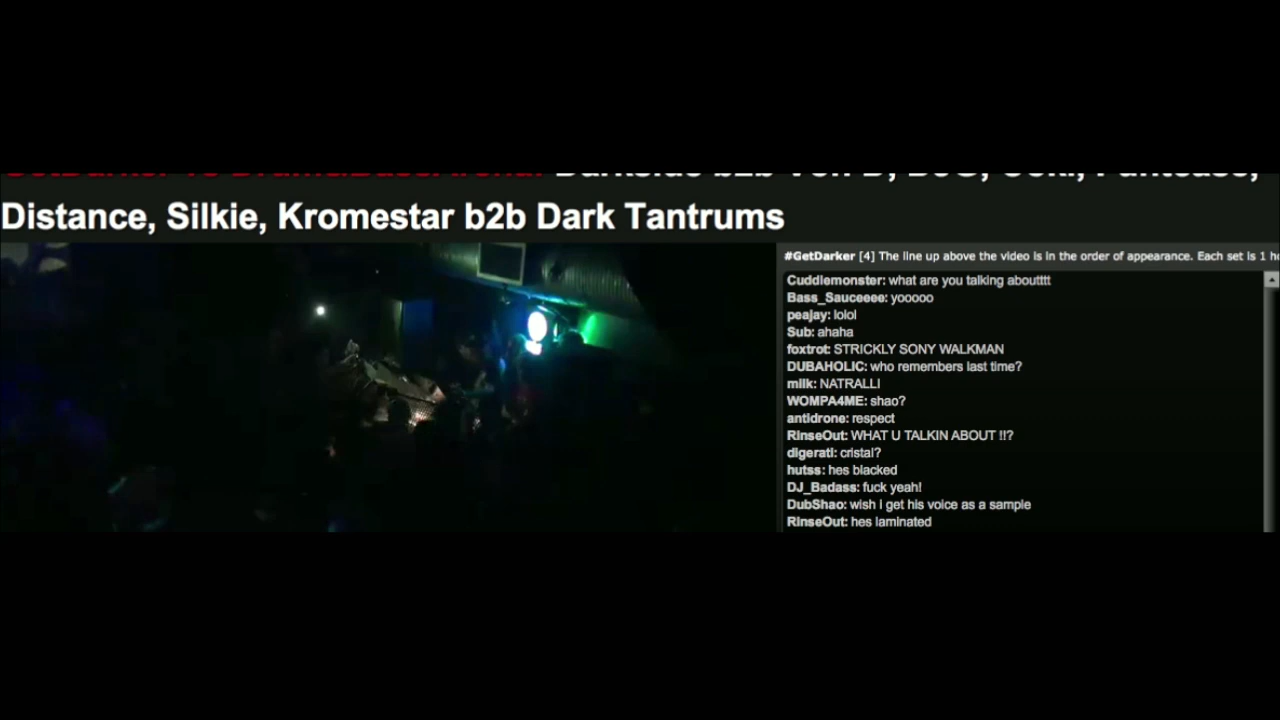 Distance, Silkie, Kromestar b2b Dark Tantrums
#GetDarker [4] The line up above the video is in the order of appearance. Each set is 1
Cuddlemonster: what are you talking aboutttt
Bass_Sauceeee: yooooo
peajay: lolol
Sub: ahaha
foxtrot: STRICKLY SONY WALKMAN
DUBAHOLIC: who remembers last time?
milk: NATRALLI
WOMPA4ME: shao?
antidrone: respect
RinseOut: WHAT U TALKIN ABOUT !!?
digerati: cristal?
hutss: hes blacked
DJ_Badass: fuck yeah!
DubShao: wish i get his voice as a sample
RinseOut: hes laminated